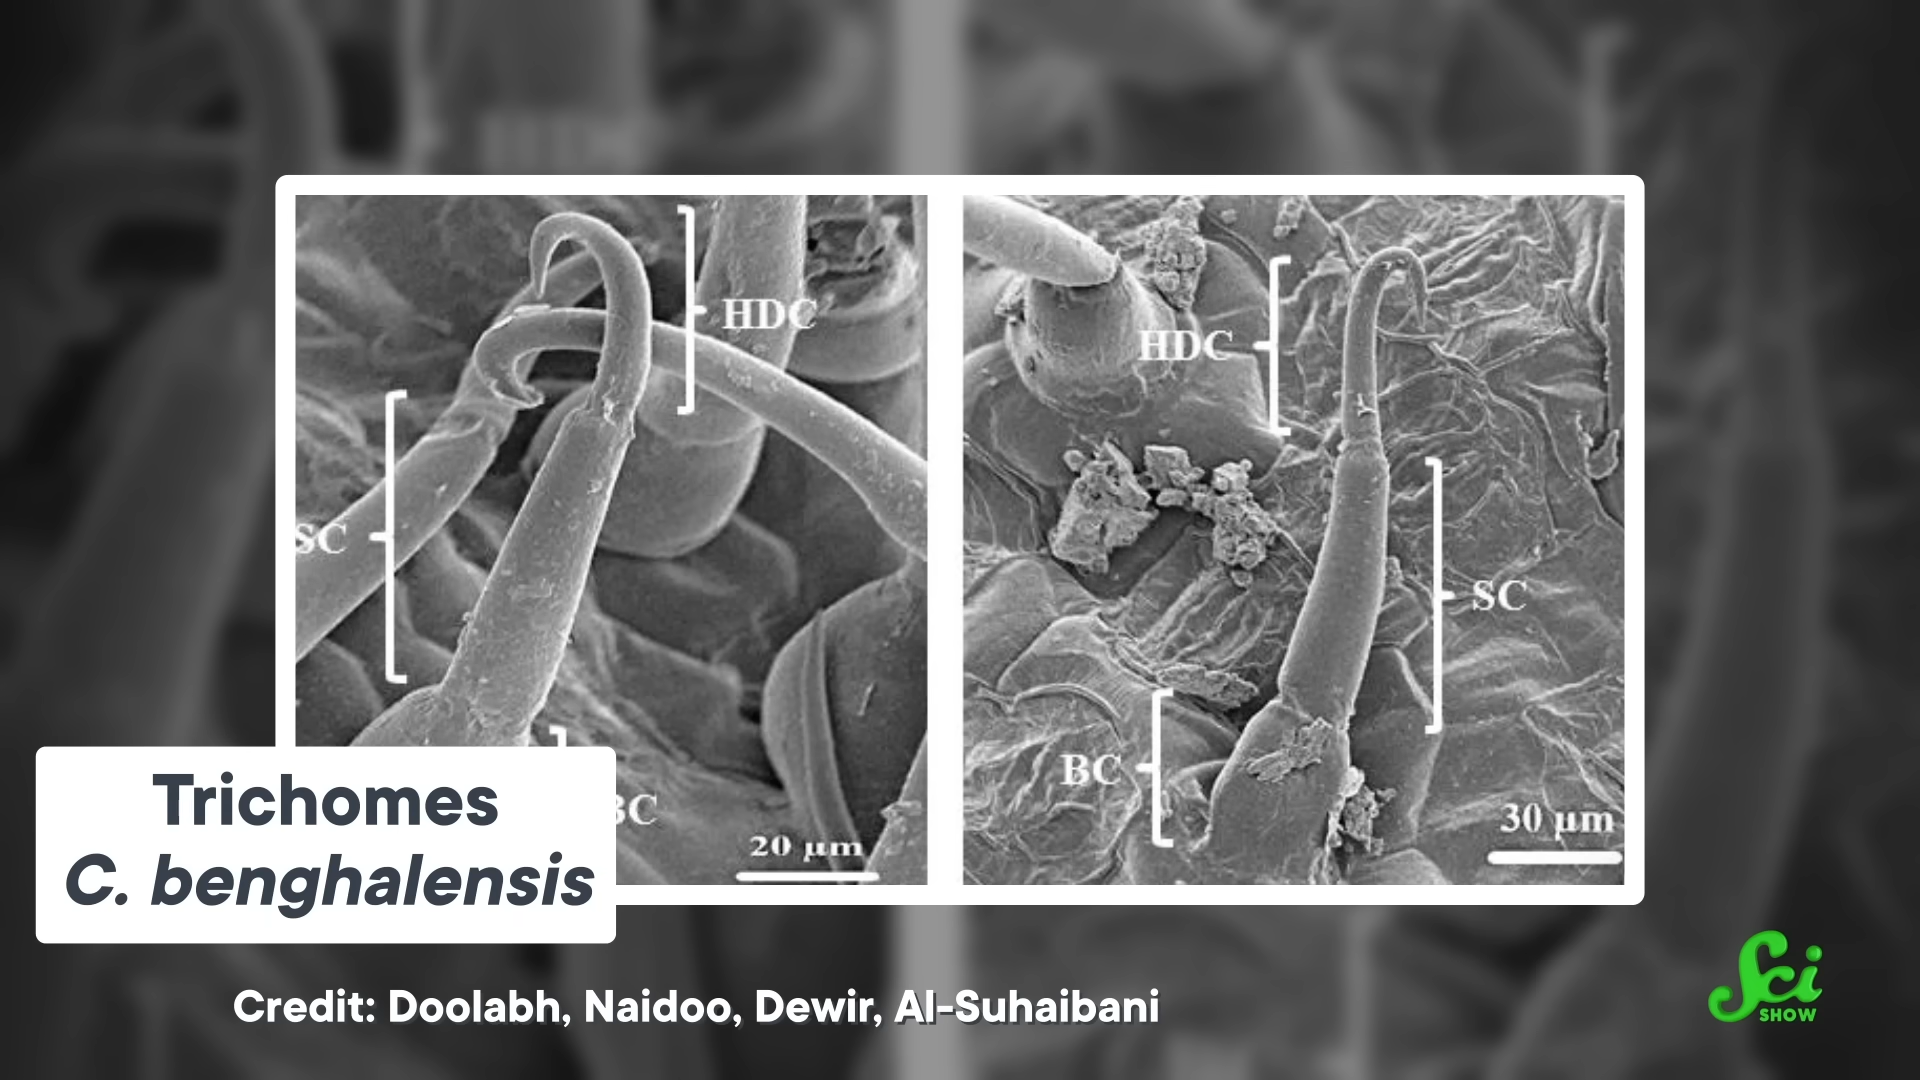 HDC
SC
20 μm
HDC
SC
BC
30 μm
Trichomes
C. benghalensis
Credit: Doolabh, Naidoo, Dewir, Al-Suhaibani
Sci
SHOW